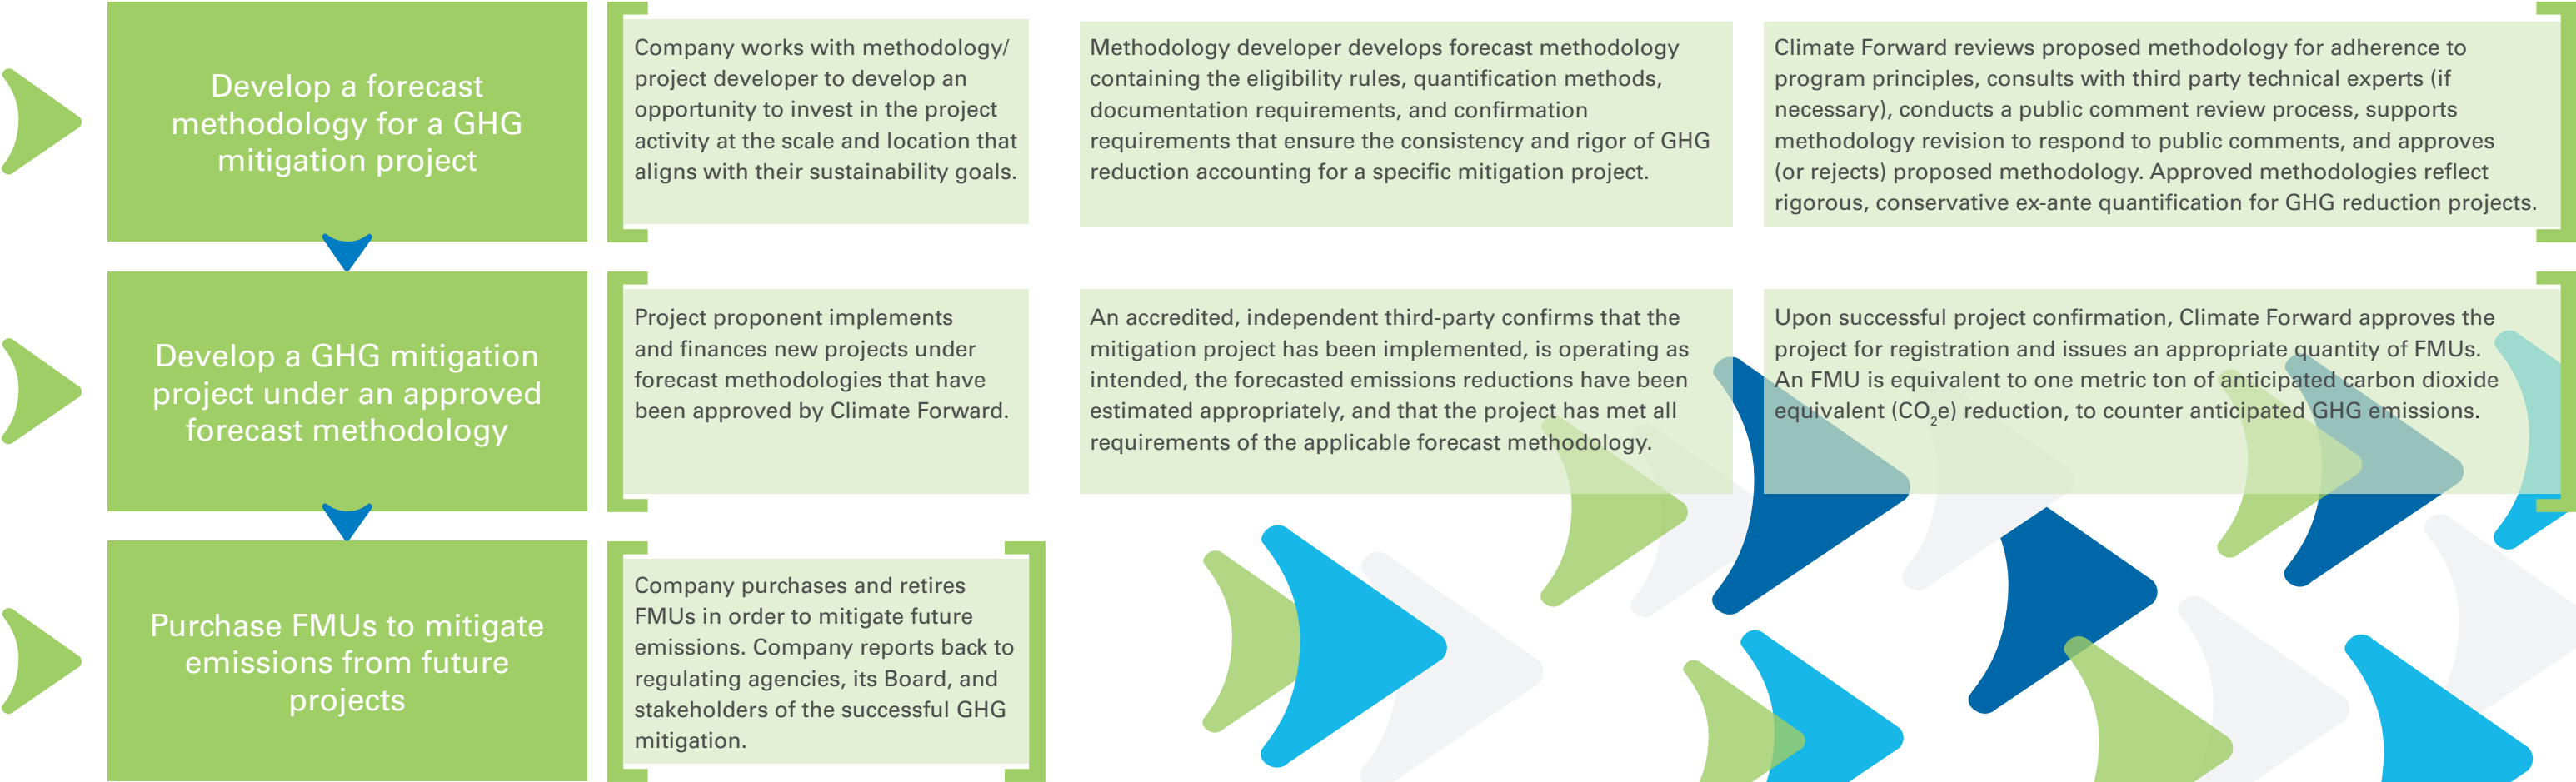 Develop a forecast
methodology for a GHG
mitigation project
Company works with methodology/
project developer to develop an
opportunity to invest in the project
activity at the scale and location that
aligns with their sustainability goals.
Methodology developer develops forecast methodology
containing the eligibility rules, quantification methods,
documentation requirements, and confirmation
requirements that ensure the consistency and rigor of GHG
reduction accounting for a specific mitigation project.
Climate Forward reviews proposed methodology for adherence to
program principles, consults with third party technical experts (if
necessary), conducts a public comment review process, supports
methodology revision to respond to public comments, and approves
(or rejects) proposed methodology. Approved methodologies reflect
rigorous, conservative ex-ante quantification for GHG reduction projects.
Develop a GHG mitigation
project under an approved
forecast methodology
Project proponent implements
and finances new projects under
forecast methodologies that have
been approved by Climate Forward.
An accredited, independent third-party confirms that the
mitigation project has been implemented, is operating as
intended, the forecasted emissions reductions have been
estimated appropriately, and that the project has met all
requirements of the applicable forecast methodology.
Upon successful project confirmation, Climate Forward approves the
project for registration and issues an appropriate quantity of FMUs.
An FMU is equivalent to one metric ton of anticipated carbon dioxide
equivalent (CO₂e) reduction, to counter anticipated GHG emissions.
Purchase FMUs to mitigate
emissions from future
projects
Company purchases and retires
FMUs in order to mitigate future
emissions. Company reports back to
regulating agencies, its Board, and
stakeholders of the successful GHG
mitigation.